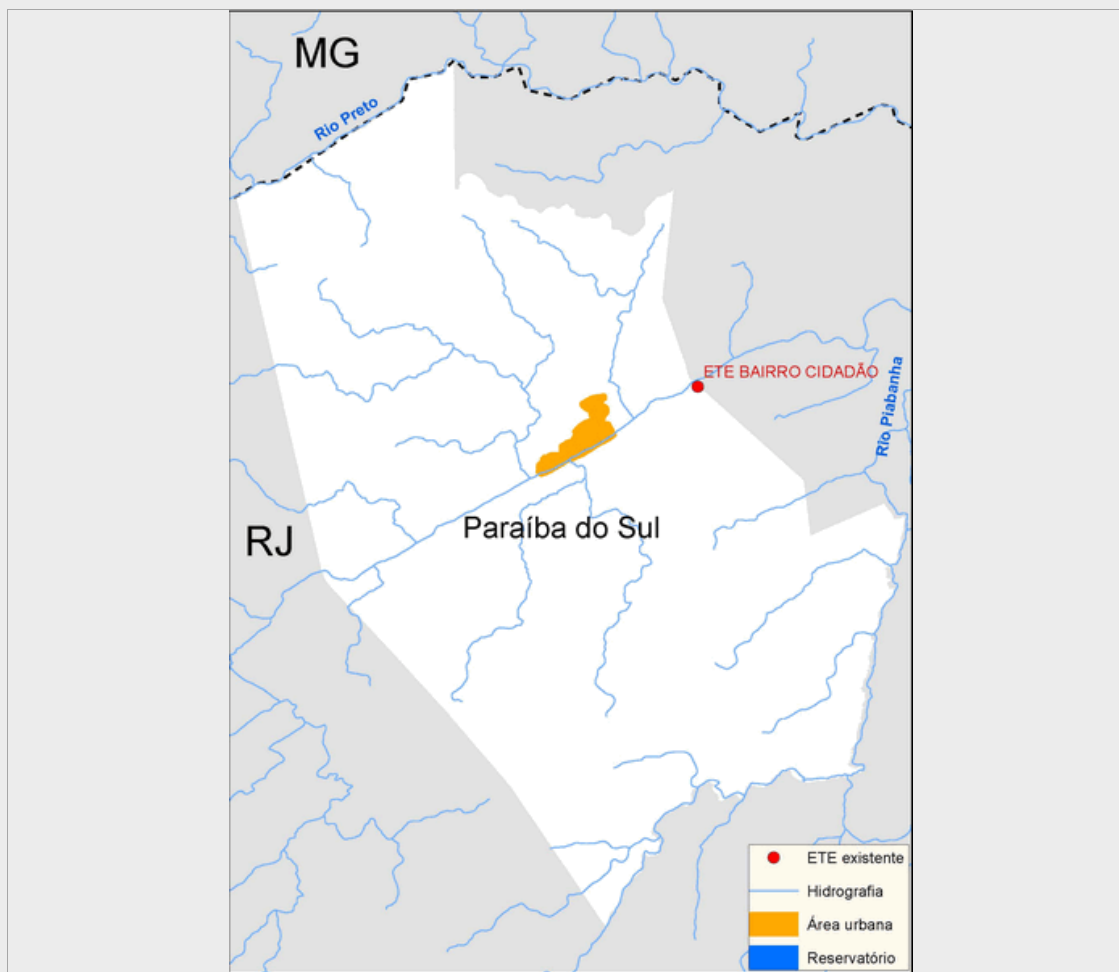 MG
Rio Preto
ETE BAIRRO CIDADÃO
Rio Piabanha
Paraíba do Sul
RJ
ETE existente
Hidrografia
Área urbana
Reservatório